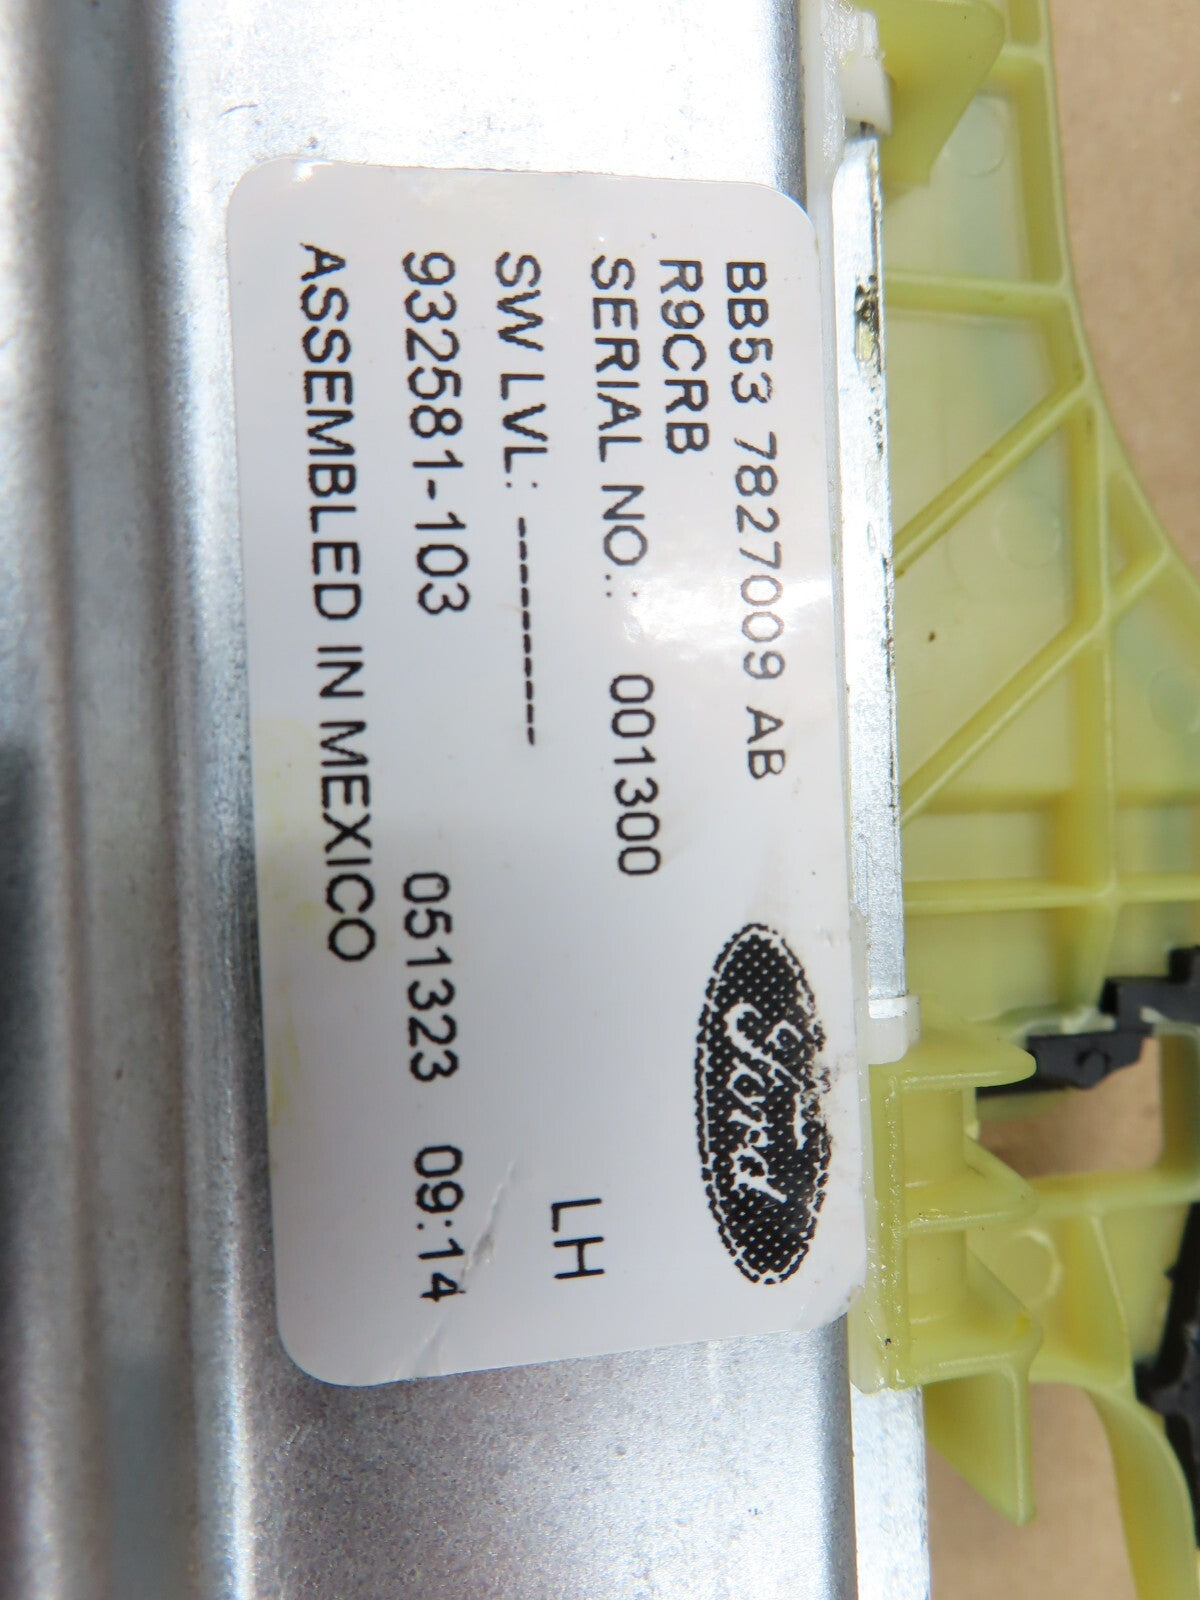 BB53 7827009 AB
R9CRB
SERIAL NO.: 001300
Ford
SW LVL: --------
LH
932581-103 051323 09:14
ASSEMBLED IN MEXICO